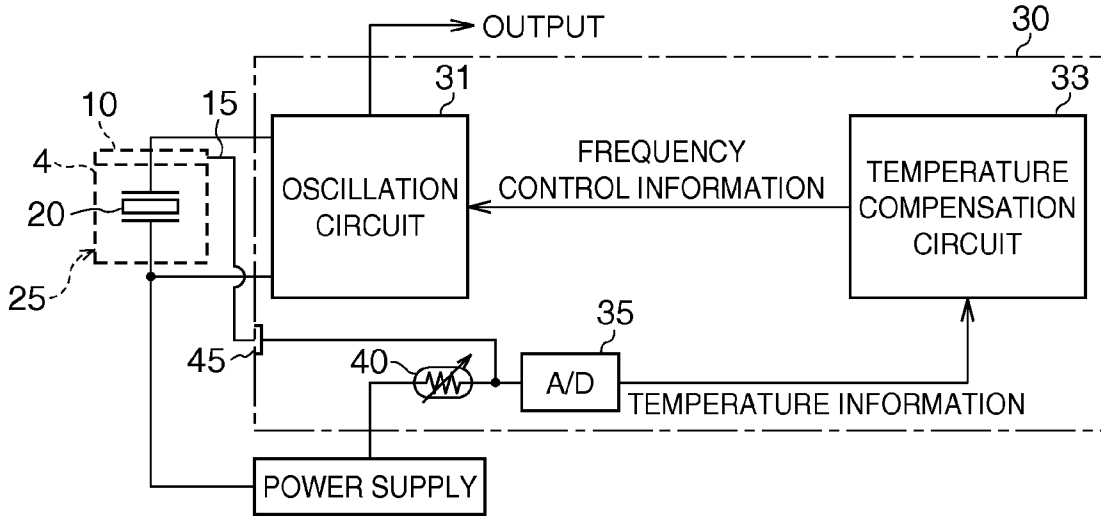 OUTPUT
30
31
33
10
15
4
20
25
OSCILLATION
CIRCUIT
FREQUENCY
CONTROL INFORMATION
TEMPERATURE
COMPENSATION
CIRCUIT
45
40
35
A/D
TEMPERATURE INFORMATION
POWER SUPPLY